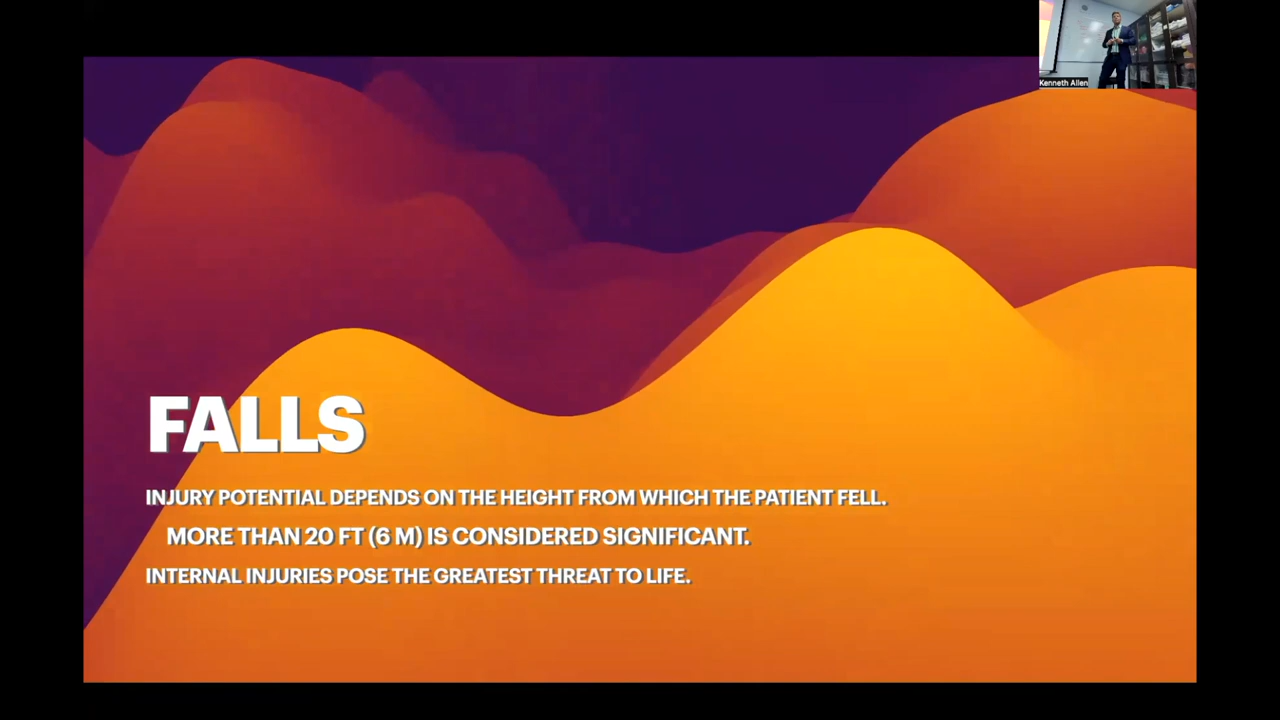 Kenneth Allen
FALLS
INJURY POTENTIAL DEPENDS ON THE HEIGHT FROM WHICH THE PATIENT FELL.
MORE THAN 20 FT (6 M) IS CONSIDERED SIGNIFICANT.
INTERNAL INJURIES POSE THE GREATEST THREAT TO LIFE.